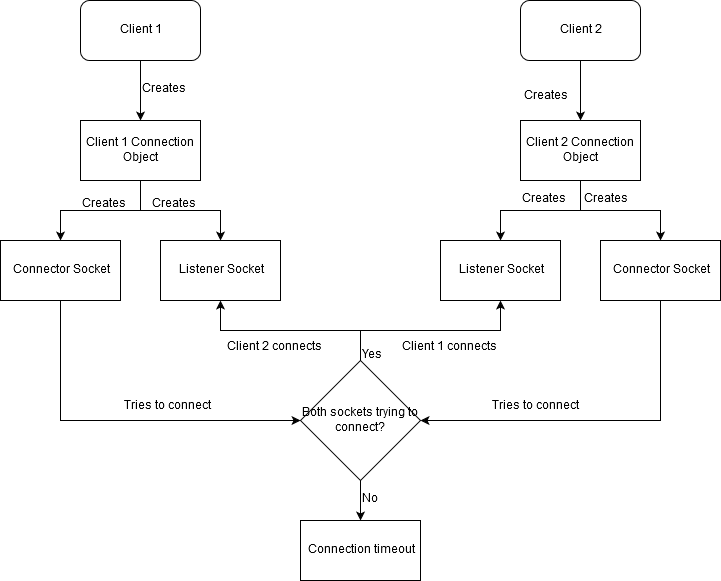 Client 1
Client 2
Creates
Creates
Client 1 Connection
Object
Client 2 Connection
Object
Creates
Creates
Creates
Creates
Connector Socket
Listener Socket
Listener Socket
Connector Socket
Client 2 connects
Client 1 connects
Yes
Tries to connect
Both sockets trying to
connect?
Tries to connect
No
Connection timeout